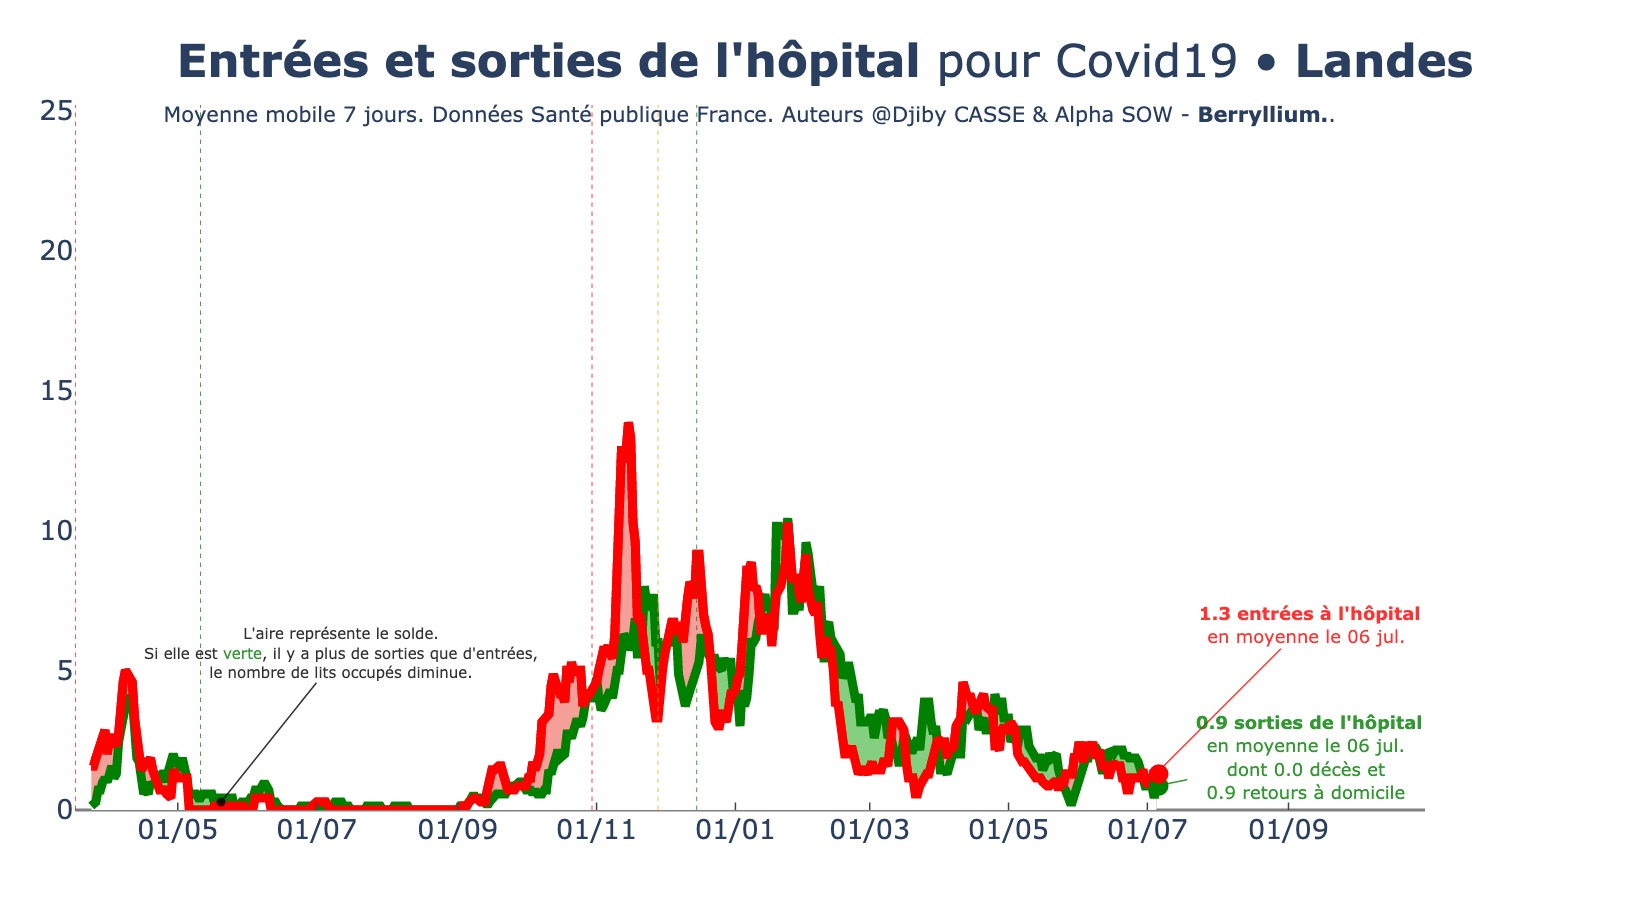 Entrées et sorties de l'hôpital pour Covid19 • Landes
Moyenne mobile 7 jours. Données Santé publique France. Auteurs @Djiby CASSE & Alpha SOW - Berryllium..
25
20
15
10
5
0
L'aire représente le solde.
Si elle est verte, il y a plus de sorties que d'entrées,
le nombre de lits occupés diminue.
1.3 entrées à l'hôpital
en moyenne le 06 jul.
0.9 sorties de l'hôpital
en moyenne le 06 jul.
dont 0.0 décès et
0.9 retours à domicile
01/05 01/07 01/09 01/11 01/01 01/03 01/05 01/07 01/09